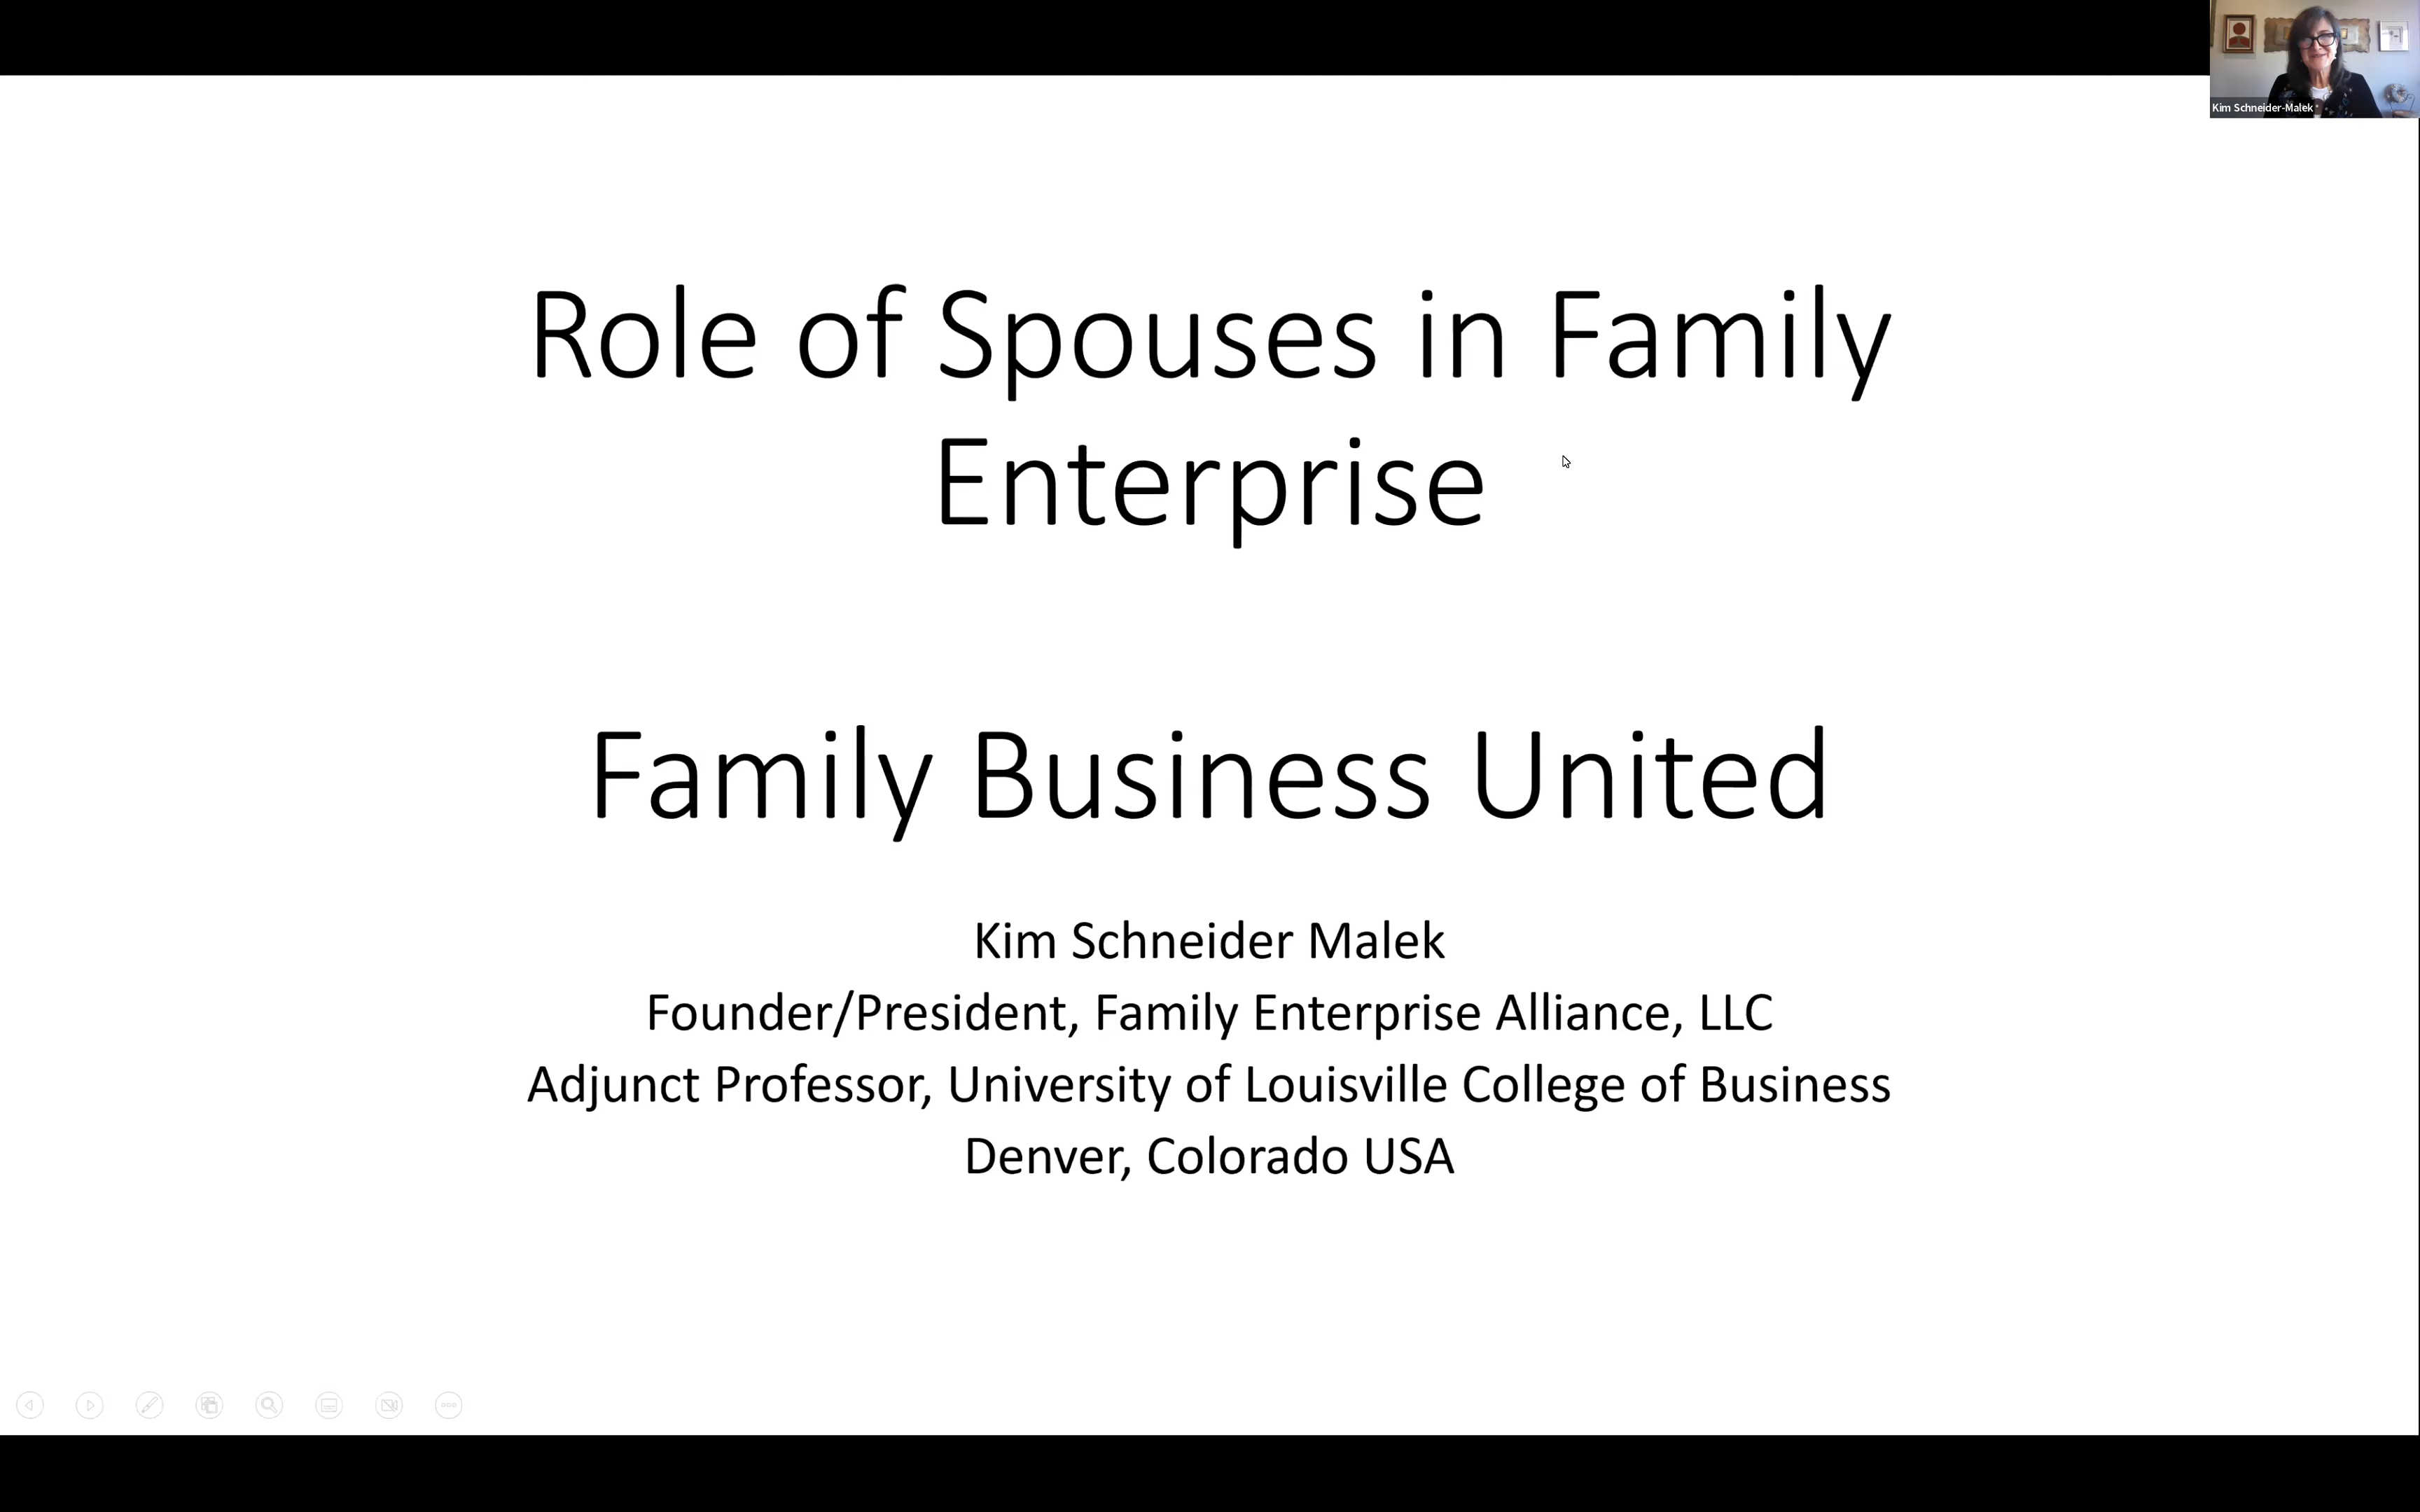 Kim Schneider-Malek
Role of Spouses in Family
Enterprise
Family Business United
Kim Schneider Malek
Founder/President, Family Enterprise Alliance, LLC
Adjunct Professor, University of Louisville College of Business
Denver, Colorado USA